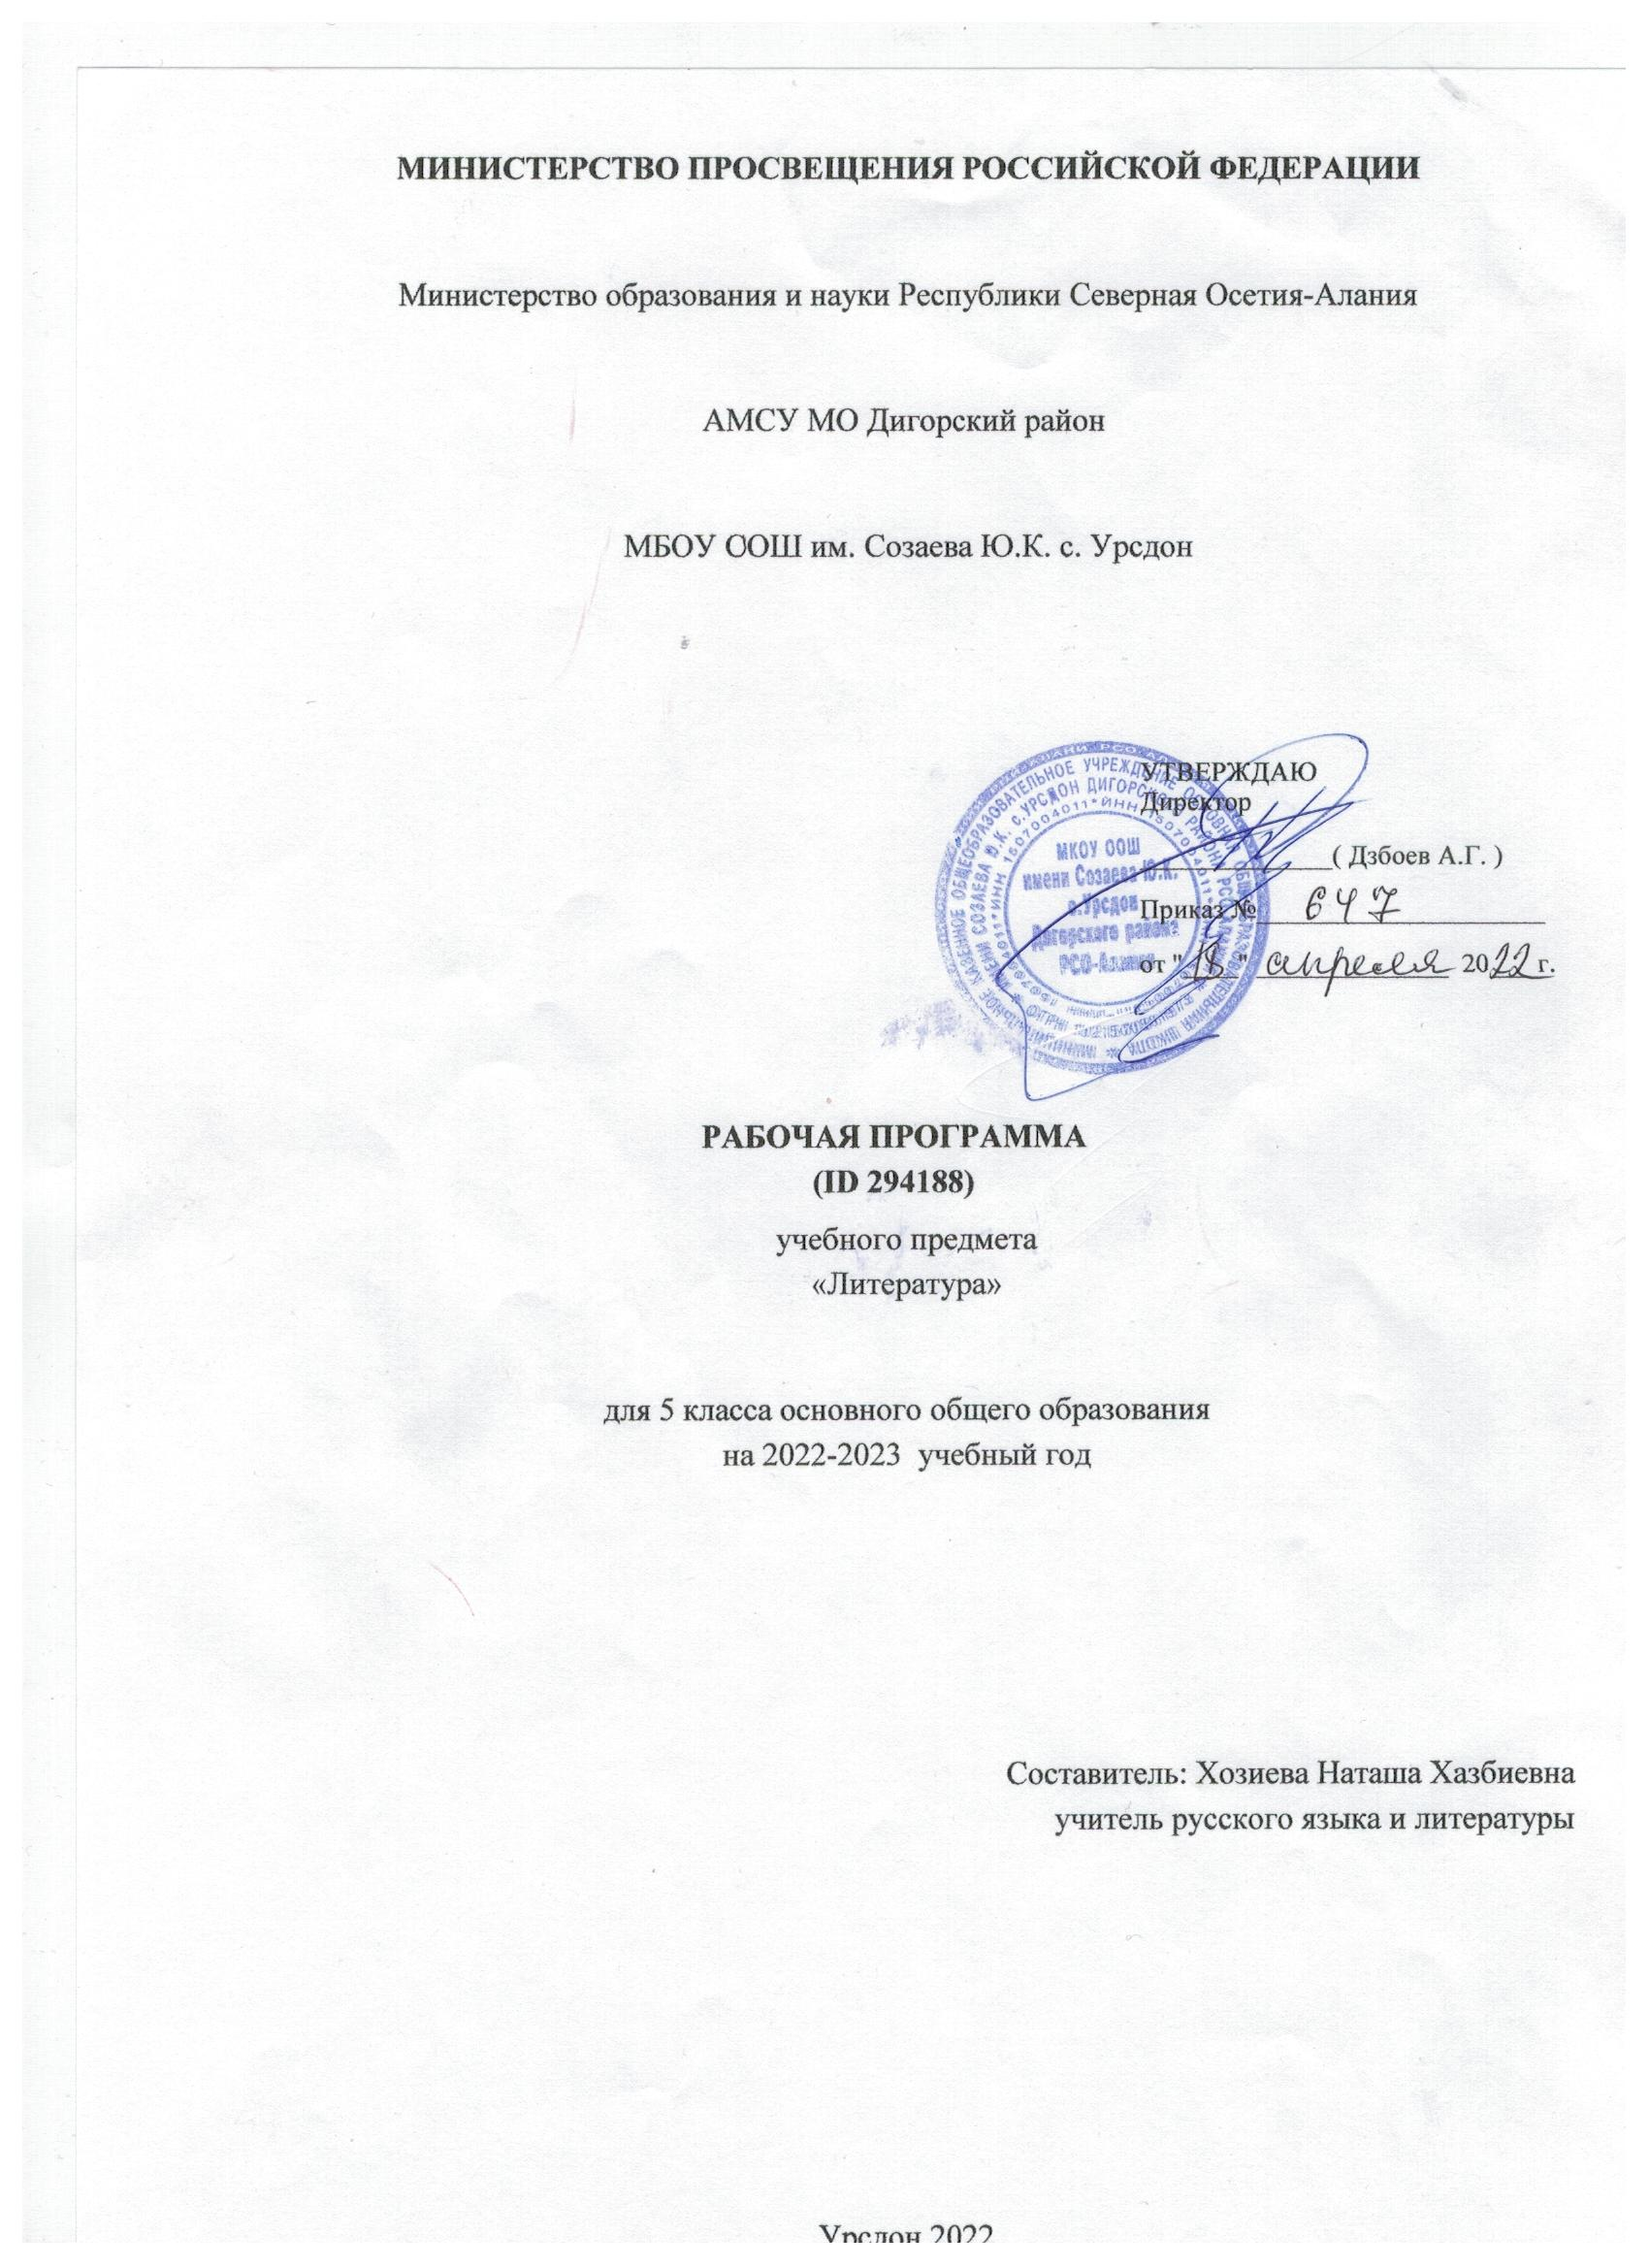 МИНИСТЕРСТВО ПРОСВЕЩЕНИЯ РОССИЙСКОЙ ФЕДЕРАЦИИ
Министерство образования и науки Республики Северная Осетия-Алания
АМСУ МО Дигорский район
МБОУ ООШ им. Созаева Ю.К. с. Урсдон
УТВЕРЖДАЮ
Директор
( Дзбоев А.Г. )
Приказ № 647
от "18" апреля 2022 г.
МКОУ ООШ
имени Созаева Ю.К.
с.Урсдон
Дигорского района
РСО-Алания
РАБОЧАЯ ПРОГРАММА
(ID 294188)
учебного предмета
«Литература»
для 5 класса основного общего образования
на 2022-2023 учебный год
Составитель: Хозиева Наташа Хазбиевна
учитель русского языка и литературы
Урсдон 2022